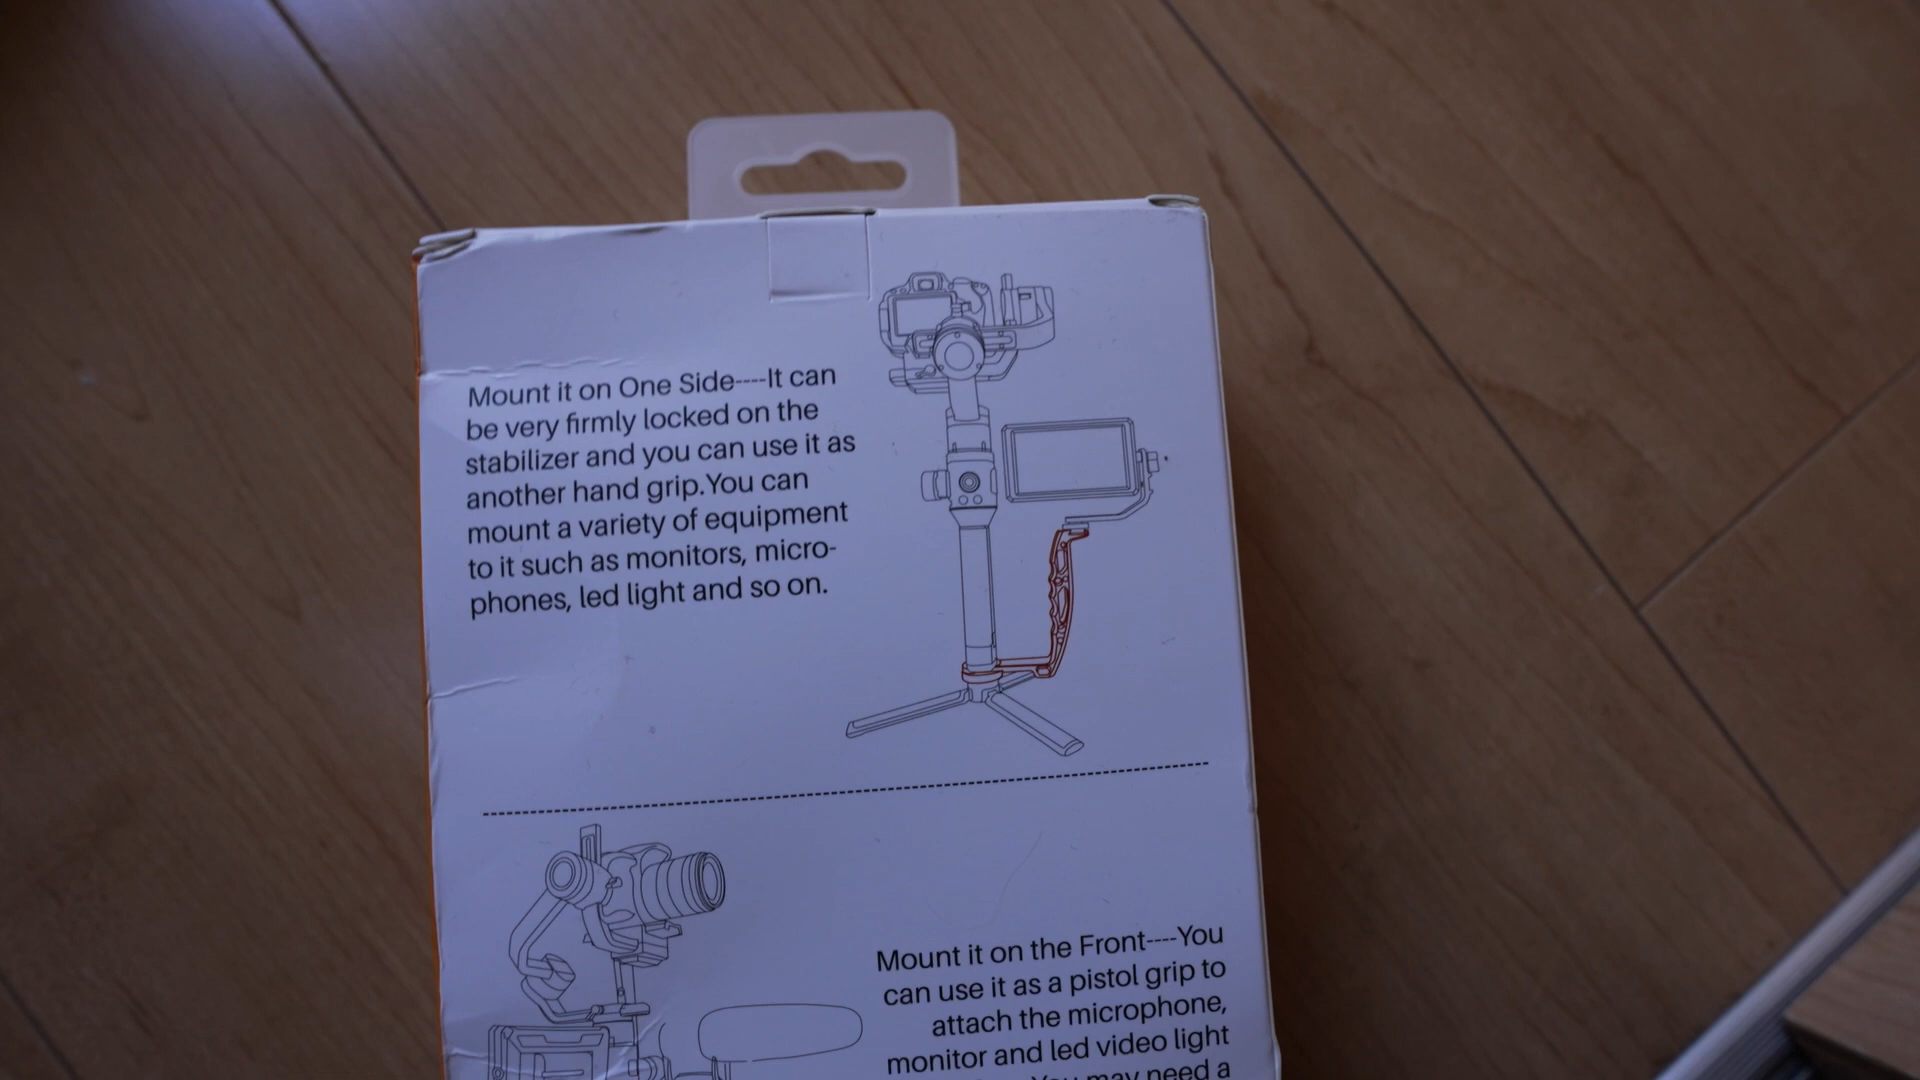 Mount it on One Side----It can
be very firmly locked on the
stabilizer and you can use it as
another hand grip.You can
mount a variety of equipment
to it such as monitors, micro-
phones, led light and so on.
Mount it on the Front----You
can use it as a pistol grip to
attach the microphone,
monitor and led video light
You may need a